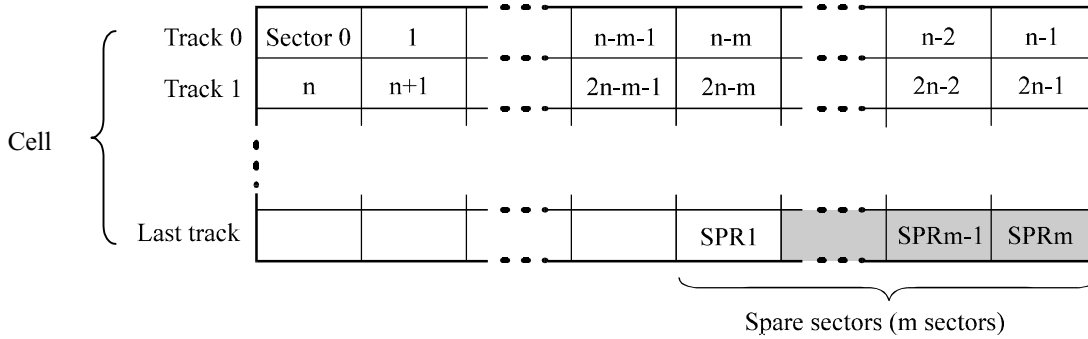 Track 0 Sector 0 1 n-m-1 n-m n-2 n-1
Track 1 n n+1 2n-m-1 2n-m 2n-2 2n-1
Cell
Last track SPR1 SPRm-1 SPRm
Spare sectors (m sectors)